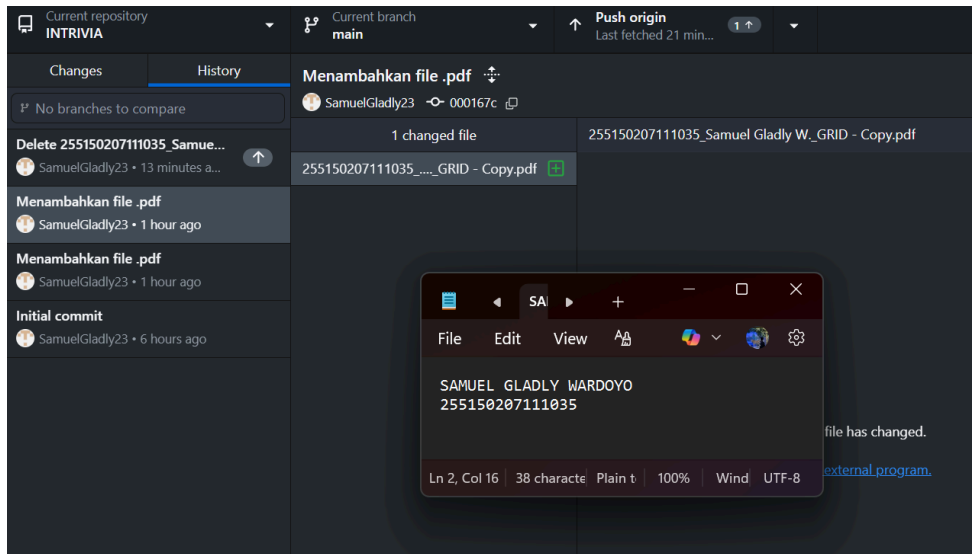 Current repository
INTRIVIA
Current branch
main
Push origin
Last fetched 21 min...
1
Changes
History
No branches to compare
Delete 255150207111035_Samue...
SamuelGladly23 • 13 minutes a...
Menambahkan file .pdf
SamuelGladly23 • 1 hour ago
Menambahkan file .pdf
SamuelGladly23 • 1 hour ago
Initial commit
SamuelGladly23 • 6 hours ago
Menambahkan file .pdf
SamuelGladly23 000167c
1 changed file
255150207111035_...._GRID - Copy.pdf
255150207111035_Samuel Gladly W._GRID - Copy.pdf
SAI
File Edit View
SAMUEL GLADLY WARDOYO
255150207111035
Ln 2, Col 16 38 characte Plain t 100% Wind UTF-8
file has changed.
external program.